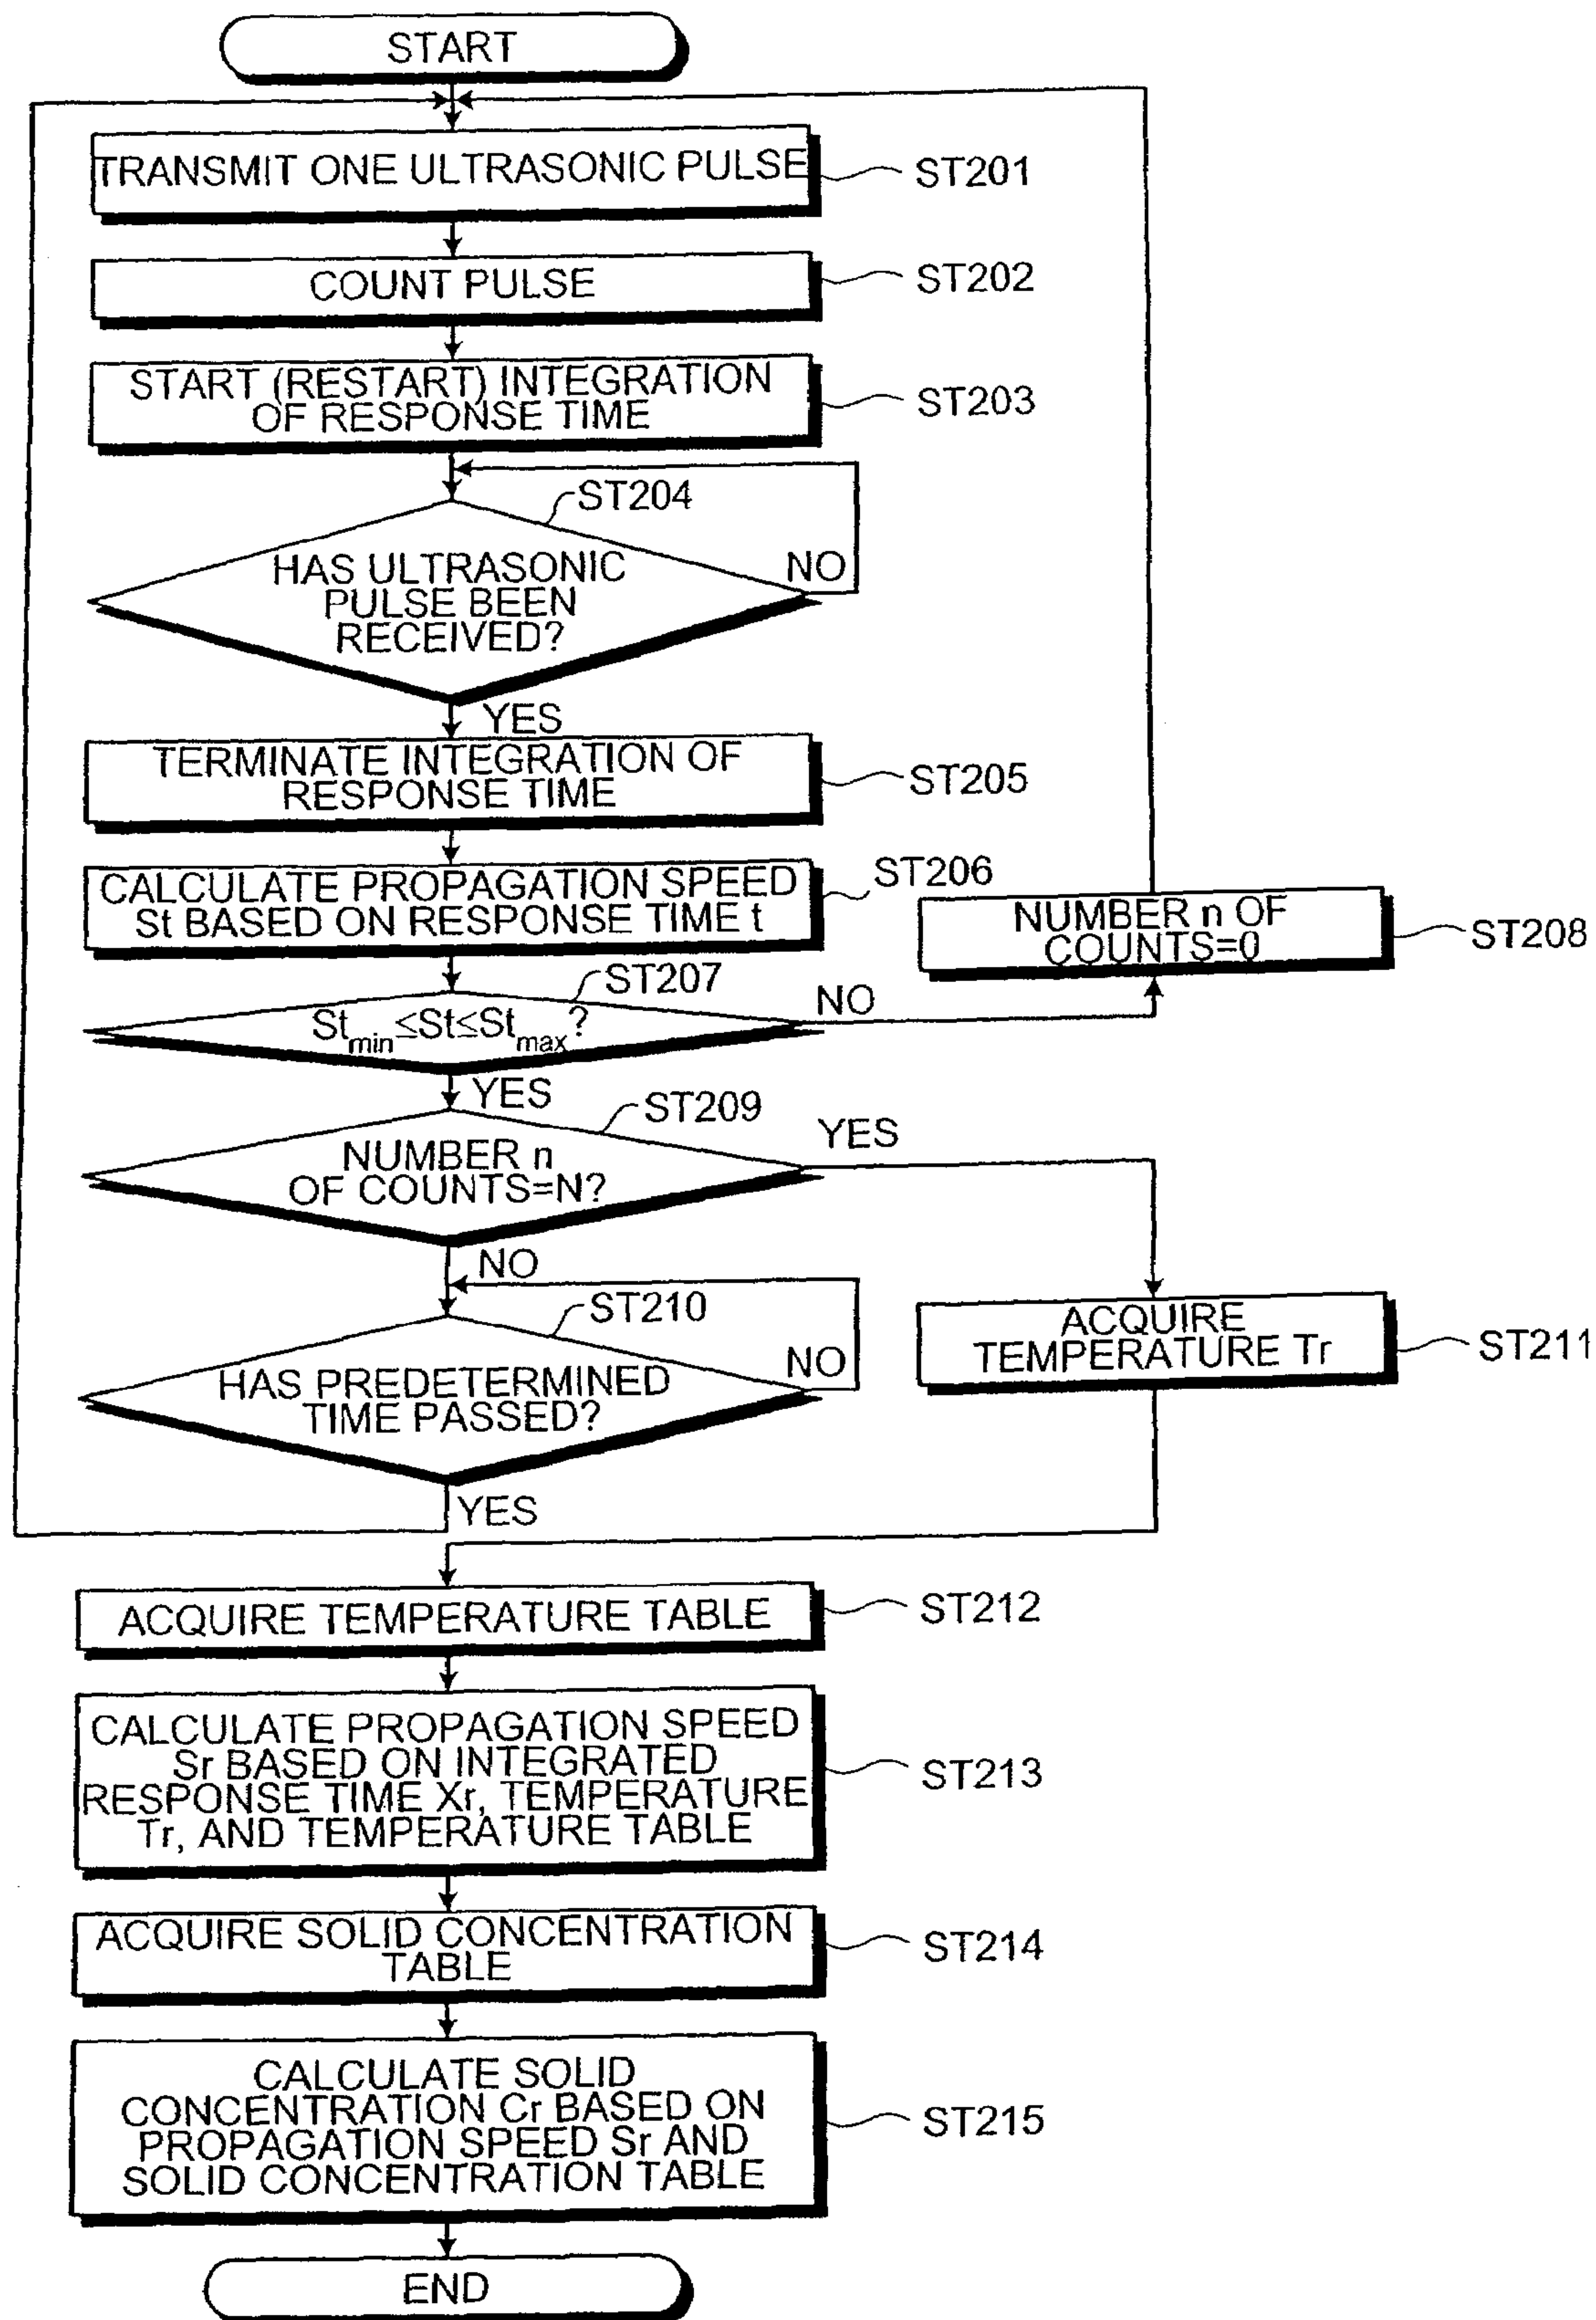 START
TRANSMIT ONE ULTRASONIC PULSE
ST201
COUNT PULSE
ST202
START (RESTART) INTEGRATION
OF RESPONSE TIME
ST203
ST204
HAS ULTRASONIC
PULSE BEEN
RECEIVED?
NO
YES
TERMINATE INTEGRATION OF
RESPONSE TIME
ST205
CALCULATE PROPAGATION SPEED
St BASED ON RESPONSE TIME t
ST206
NUMBER n OF
COUNTS=0
ST208
ST207
St_min≤St≤St_max?
NO
YES
ST209
NUMBER n
OF COUNTS=N?
YES
NO
ST210
HAS PREDETERMINED
TIME PASSED?
NO
YES
ACQUIRE
TEMPERATURE Tr
ST211
ACQUIRE TEMPERATURE TABLE
ST212
CALCULATE PROPAGATION SPEED
Sr BASED ON INTEGRATED
RESPONSE TIME Xr, TEMPERATURE
Tr, AND TEMPERATURE TABLE
ST213
ACQUIRE SOLID CONCENTRATION
TABLE
ST214
CALCULATE SOLID
CONCENTRATION Cr BASED ON
PROPAGATION SPEED Sr AND
SOLID CONCENTRATION TABLE
ST215
END